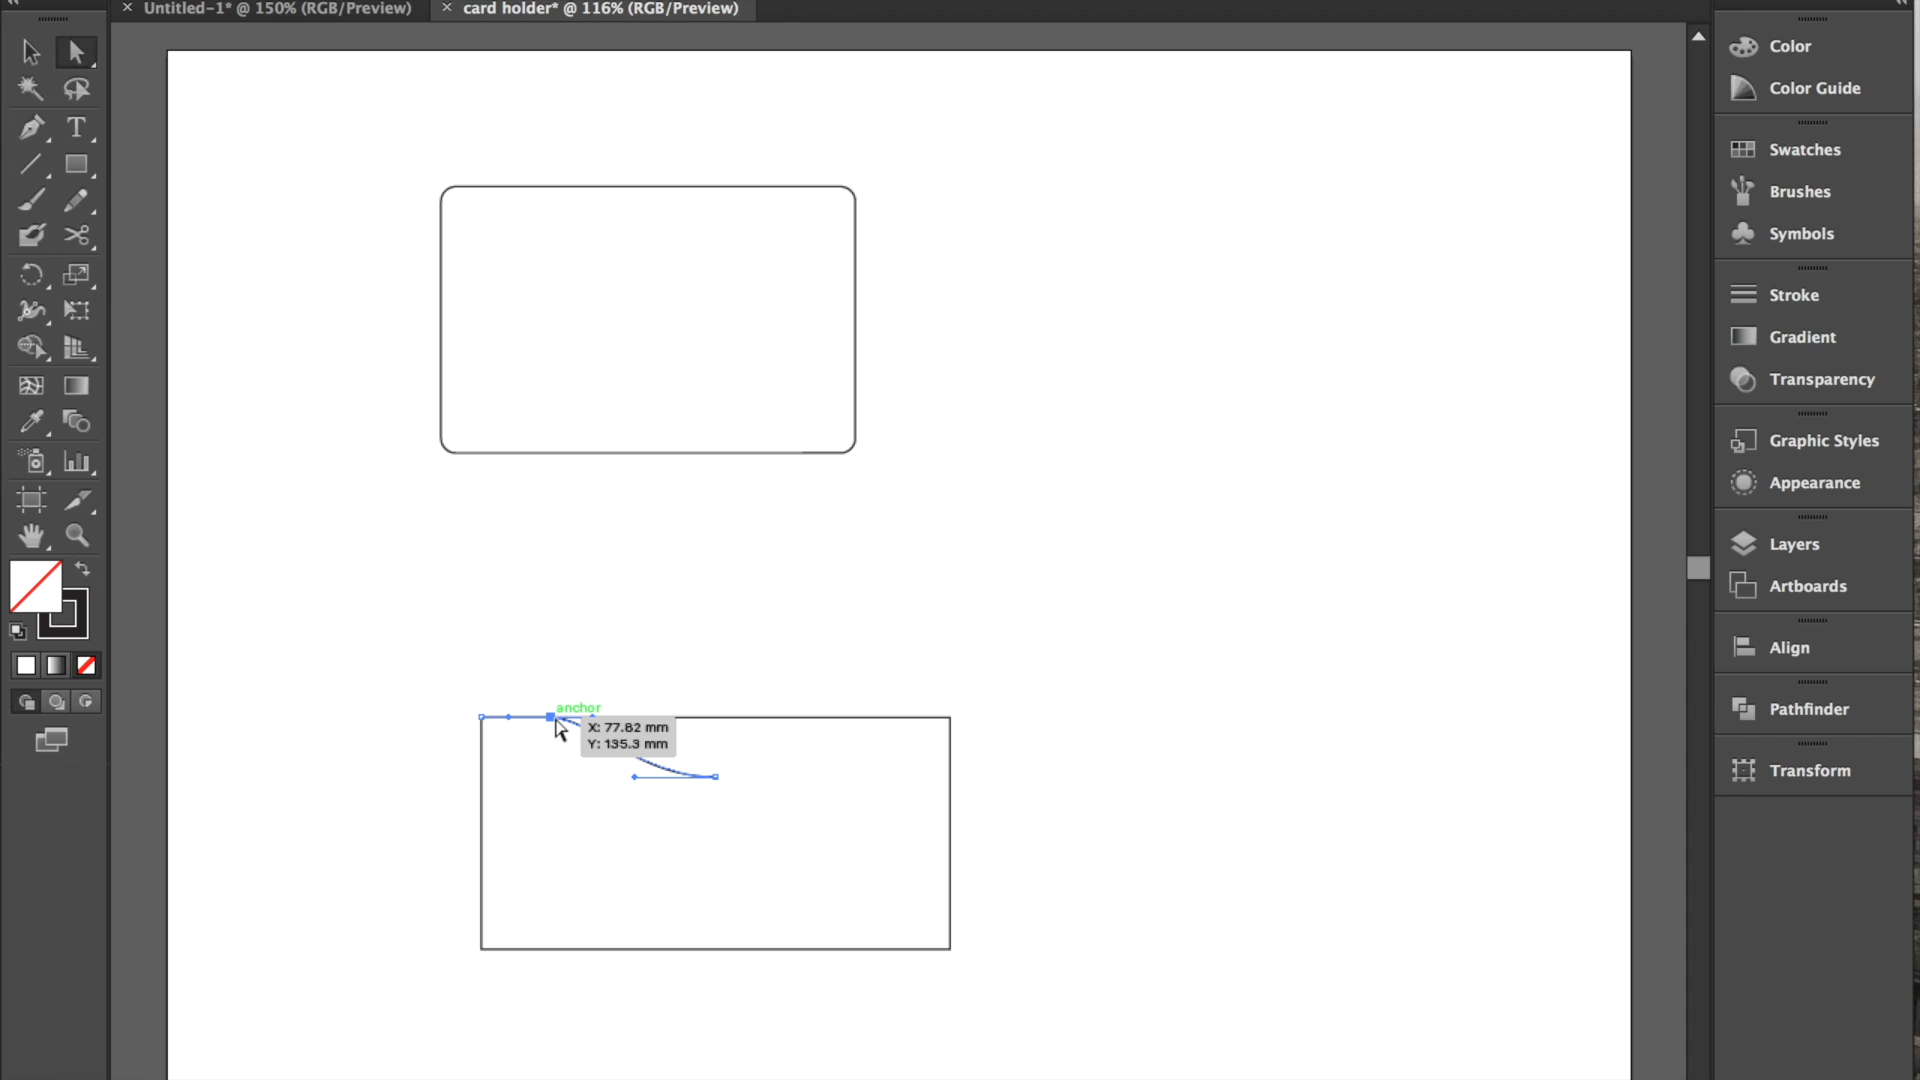 Untitled-1* @ 150% (RGB/Preview)
card holder* @ 116% (RGB/Preview)
T
Color
Color Guide
Swatches
Brushes
Symbols
Stroke
Gradient
Transparency
Graphic Styles
Appearance
Layers
Artboards
Align
Pathfinder
Transform
anchor
X: 77.82 mm
Y: 135.3 mm